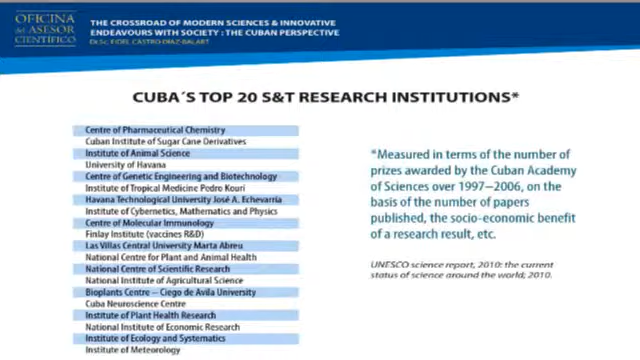 OFICINA
del ASESOR
CIENTÍFICO
THE CROSSROAD OF MODERN SCIENCES & INNOVATIVE
ENDEAVOURS WITH SOCIETY : THE CUBAN PERSPECTIVE
Dr.Sc. FIDEL CASTRO DÍAZ-BALART
CUBA´S TOP 20 S&T RESEARCH INSTITUTIONS*
Centre of Pharmaceutical Chemistry
Cuban Institute of Sugar Cane Derivatives
Institute of Animal Science
University of Havana
Centre of Genetic Engineering and Biotechnology
Institute of Tropical Medicine Pedro Kouri
Havana Technological University José A. Echevarría
Institute of Cybernetics, Mathematics and Physics
Centre of Molecular Immunology
Finlay Institute (vaccines R&D)
Las Villas Central University Marta Abreu
National Centre for Plant and Animal Health
National Centre of Scientific Research
National Institute of Agricultural Science
Bioplants Centre – Ciego de Avila University
Cuba Neuroscience Centre
Institute of Plant Health Research
National Institute of Economic Research
Institute of Ecology and Systematics
Institute of Meteorology
*Measured in terms of the number of
prizes awarded by the Cuban Academy
of Sciences over 1997–2006, on the
basis of the number of papers
published, the socio-economic benefit
of a research result, etc.
UNESCO science report, 2010: the current
status of science around the world; 2010.